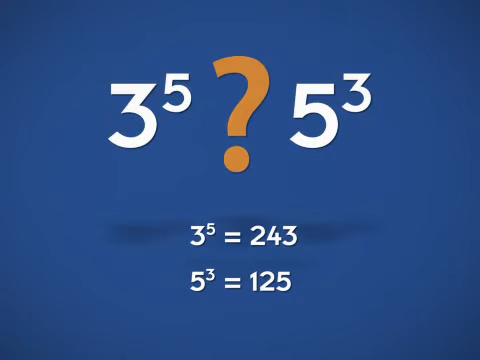 3⁵ ? 5³
3⁵ = 243
5³ = 125